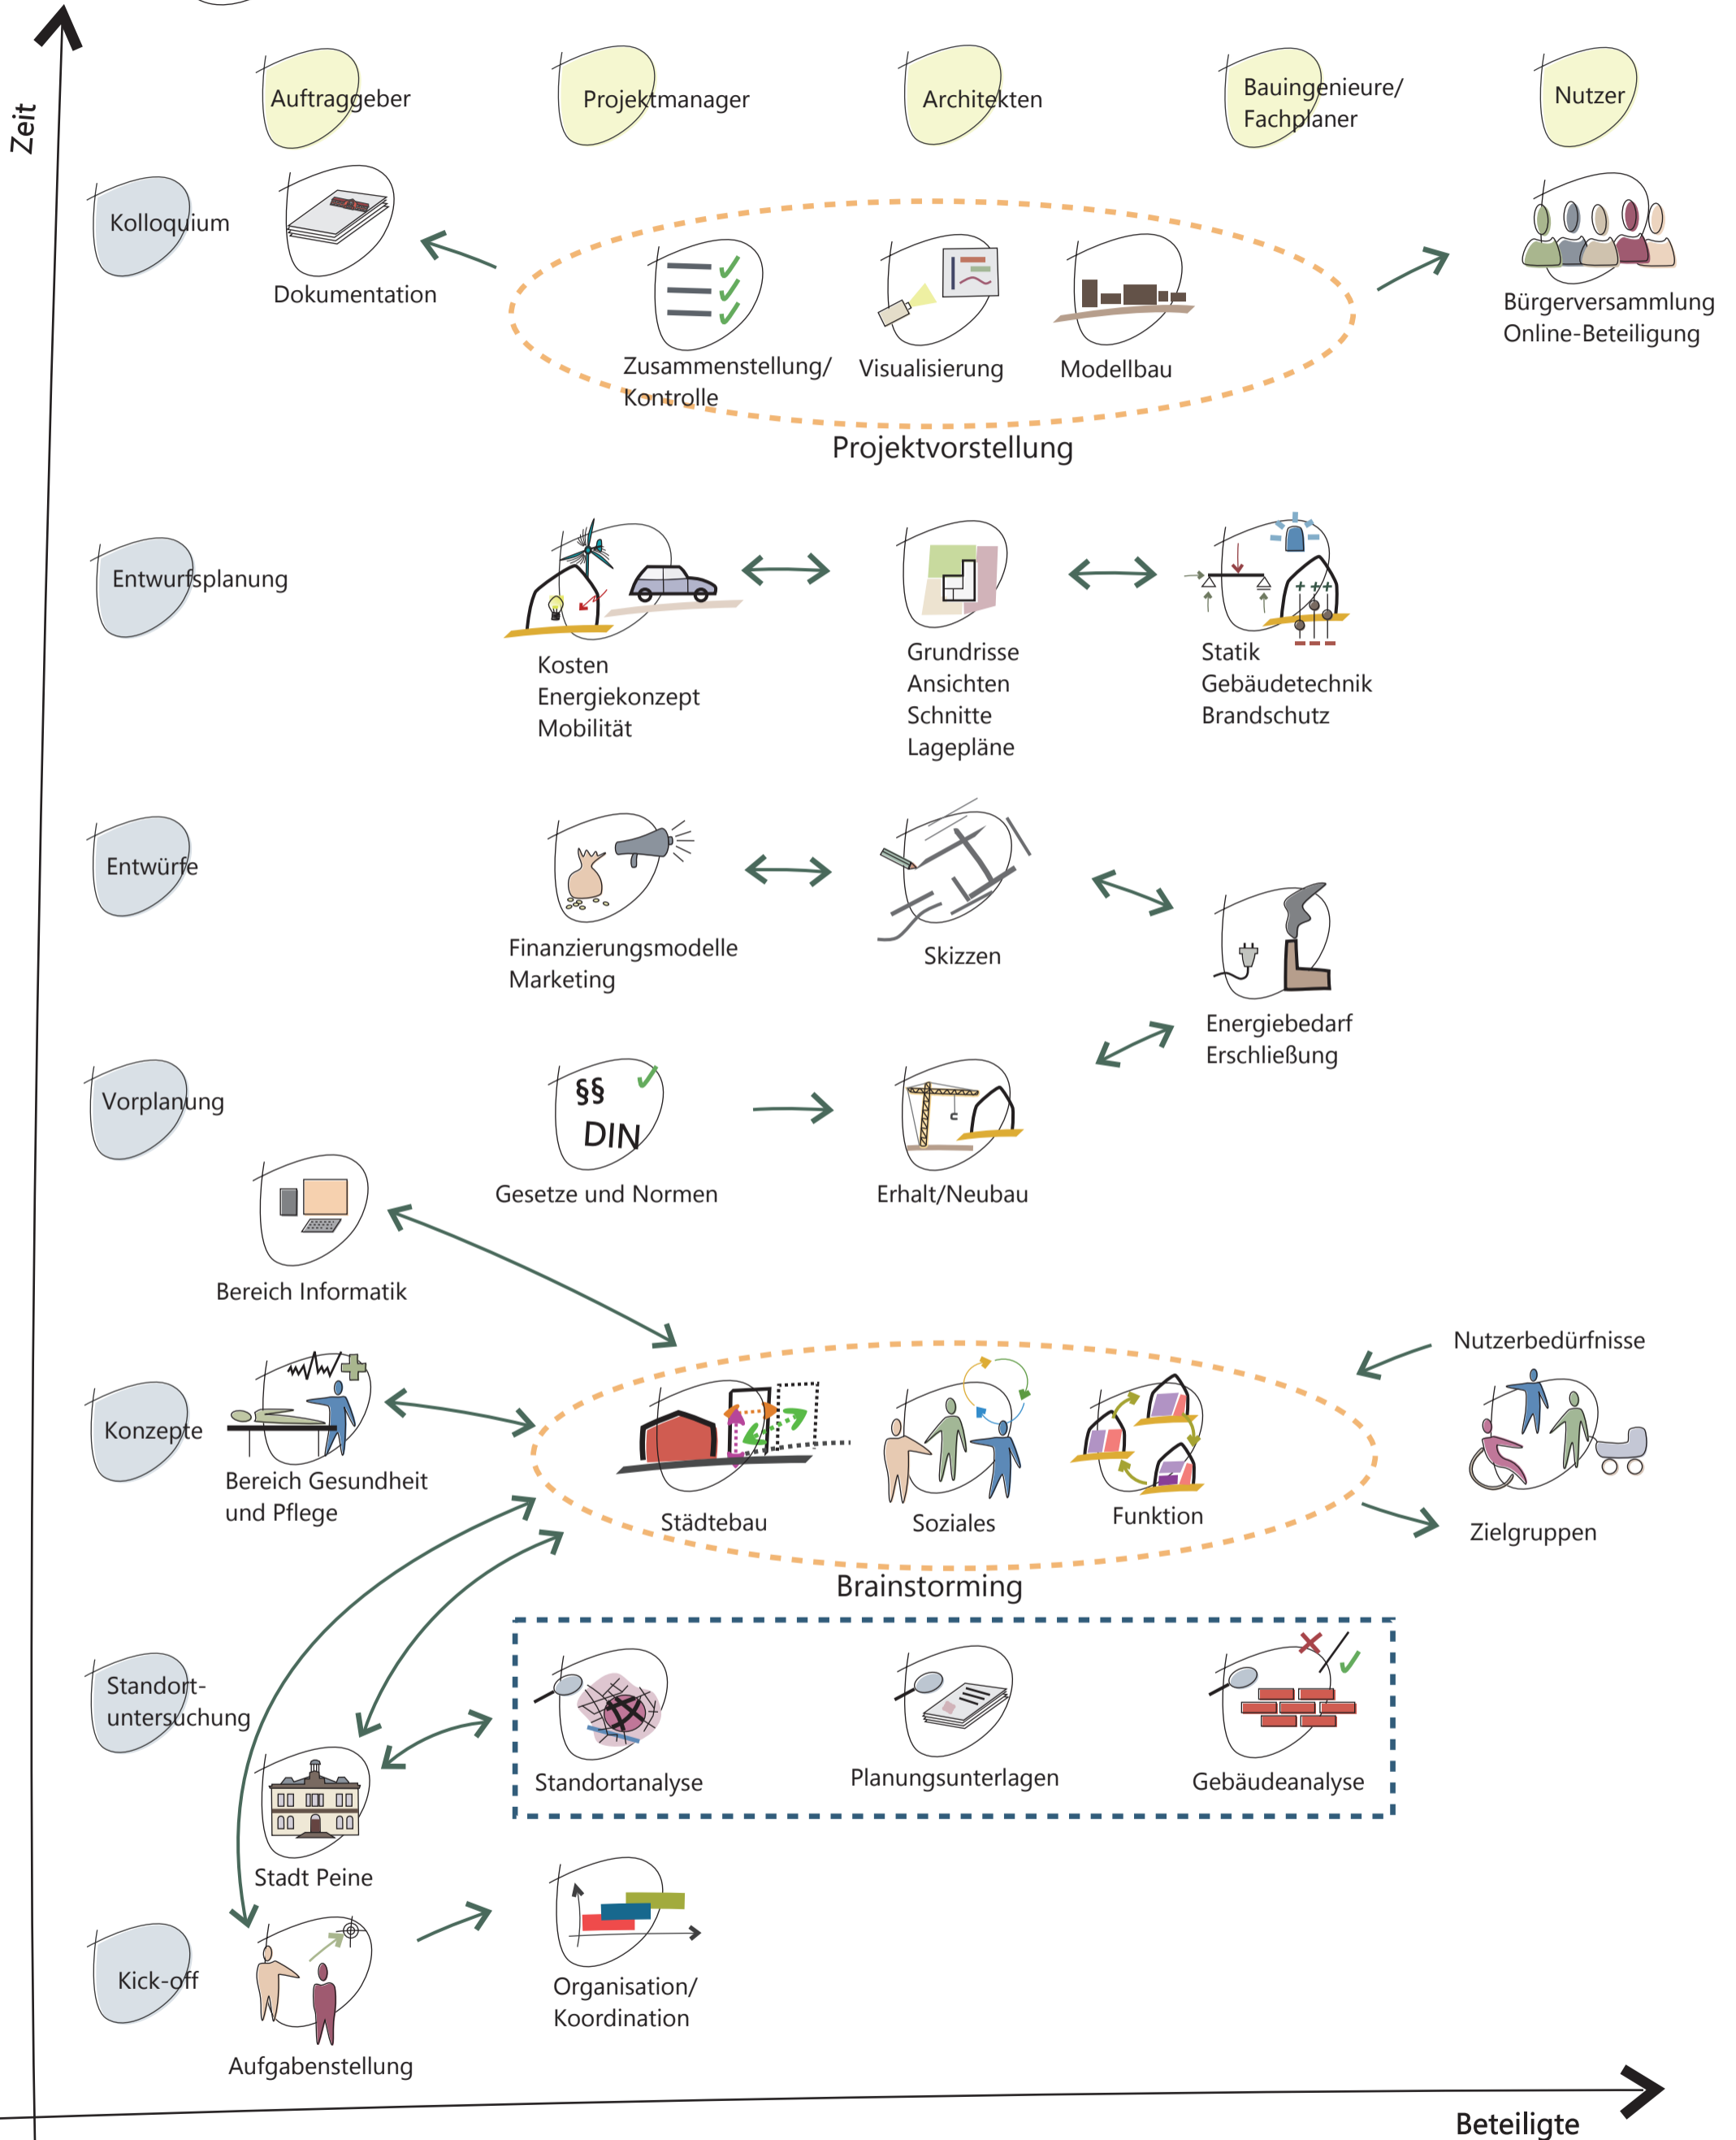 Zeit
Auftraggeber
Projektmanager
Architekten
Bauingenieure/
Fachplaner
Nutzer
Kolloquium
Dokumentation
Zusammenstellung/
Kontrolle
Visualisierung
Modellbau
Bürgerversammlung
Online-Beteiligung
Projektvorstellung
Entwurfsplanung
Kosten
Energiekonzept
Mobilität
Grundrisse
Ansichten
Schnitte
Lagepläne
Statik
Gebäudetechnik
Brandschutz
Entwürfe
Finanzierungsmodelle
Marketing
Skizzen
Energiebedarf
Erschließung
Vorplanung
§§
DIN
Gesetze und Normen
Erhalt/Neubau
Bereich Informatik
Konzepte
Bereich Gesundheit
und Pflege
Städtebau
Soziales
Funktion
Nutzerbedürfnisse
Zielgruppen
Brainstorming
Standort-
untersuchung
Standortanalyse
Planungsunterlagen
Gebäudeanalyse
Stadt Peine
Kick-off
Aufgabenstellung
Organisation/
Koordination
Beteiligte